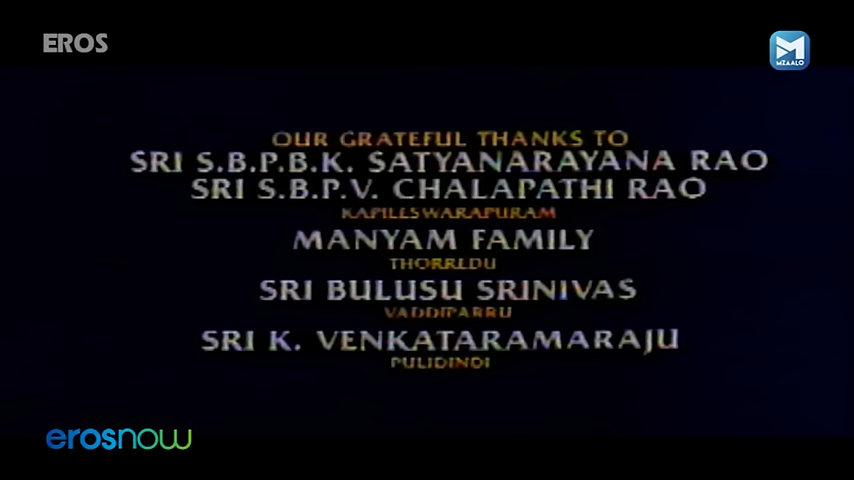 EROS
MZAALO
OUR GRATEFUL THANKS TO
SRI S.B.P.B.K. SATYANARAYANA RAO
SRI S.B.P.V. CHALAPATHI RAO
KAPILESWARAPURAM
MANYAM FAMILY
THORREDU
SRI BULUSU SRINIVAS
VADDIPARRU
SRI K. VENKATARAMARAJU
PULIDINDI
erosnow